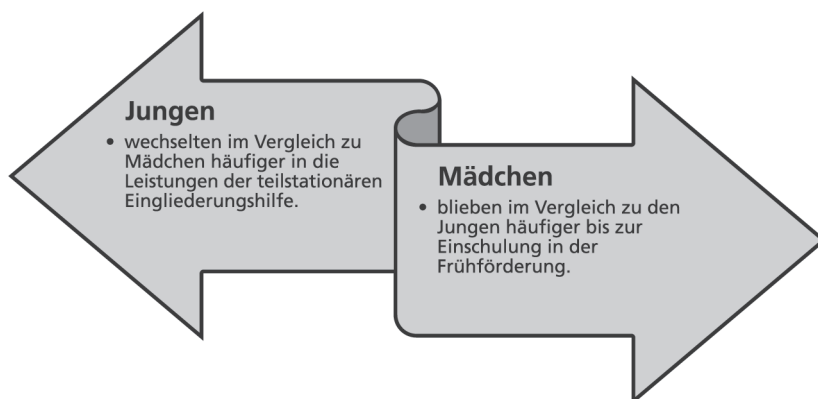 Jungen
• wechselten im Vergleich zu
Mädchen häufiger in die
Leistungen der teilstationären
Eingliederungshilfe.
Mädchen
• blieben im Vergleich zu den
Jungen häufiger bis zur
Einschulung in der
Frühförderung.